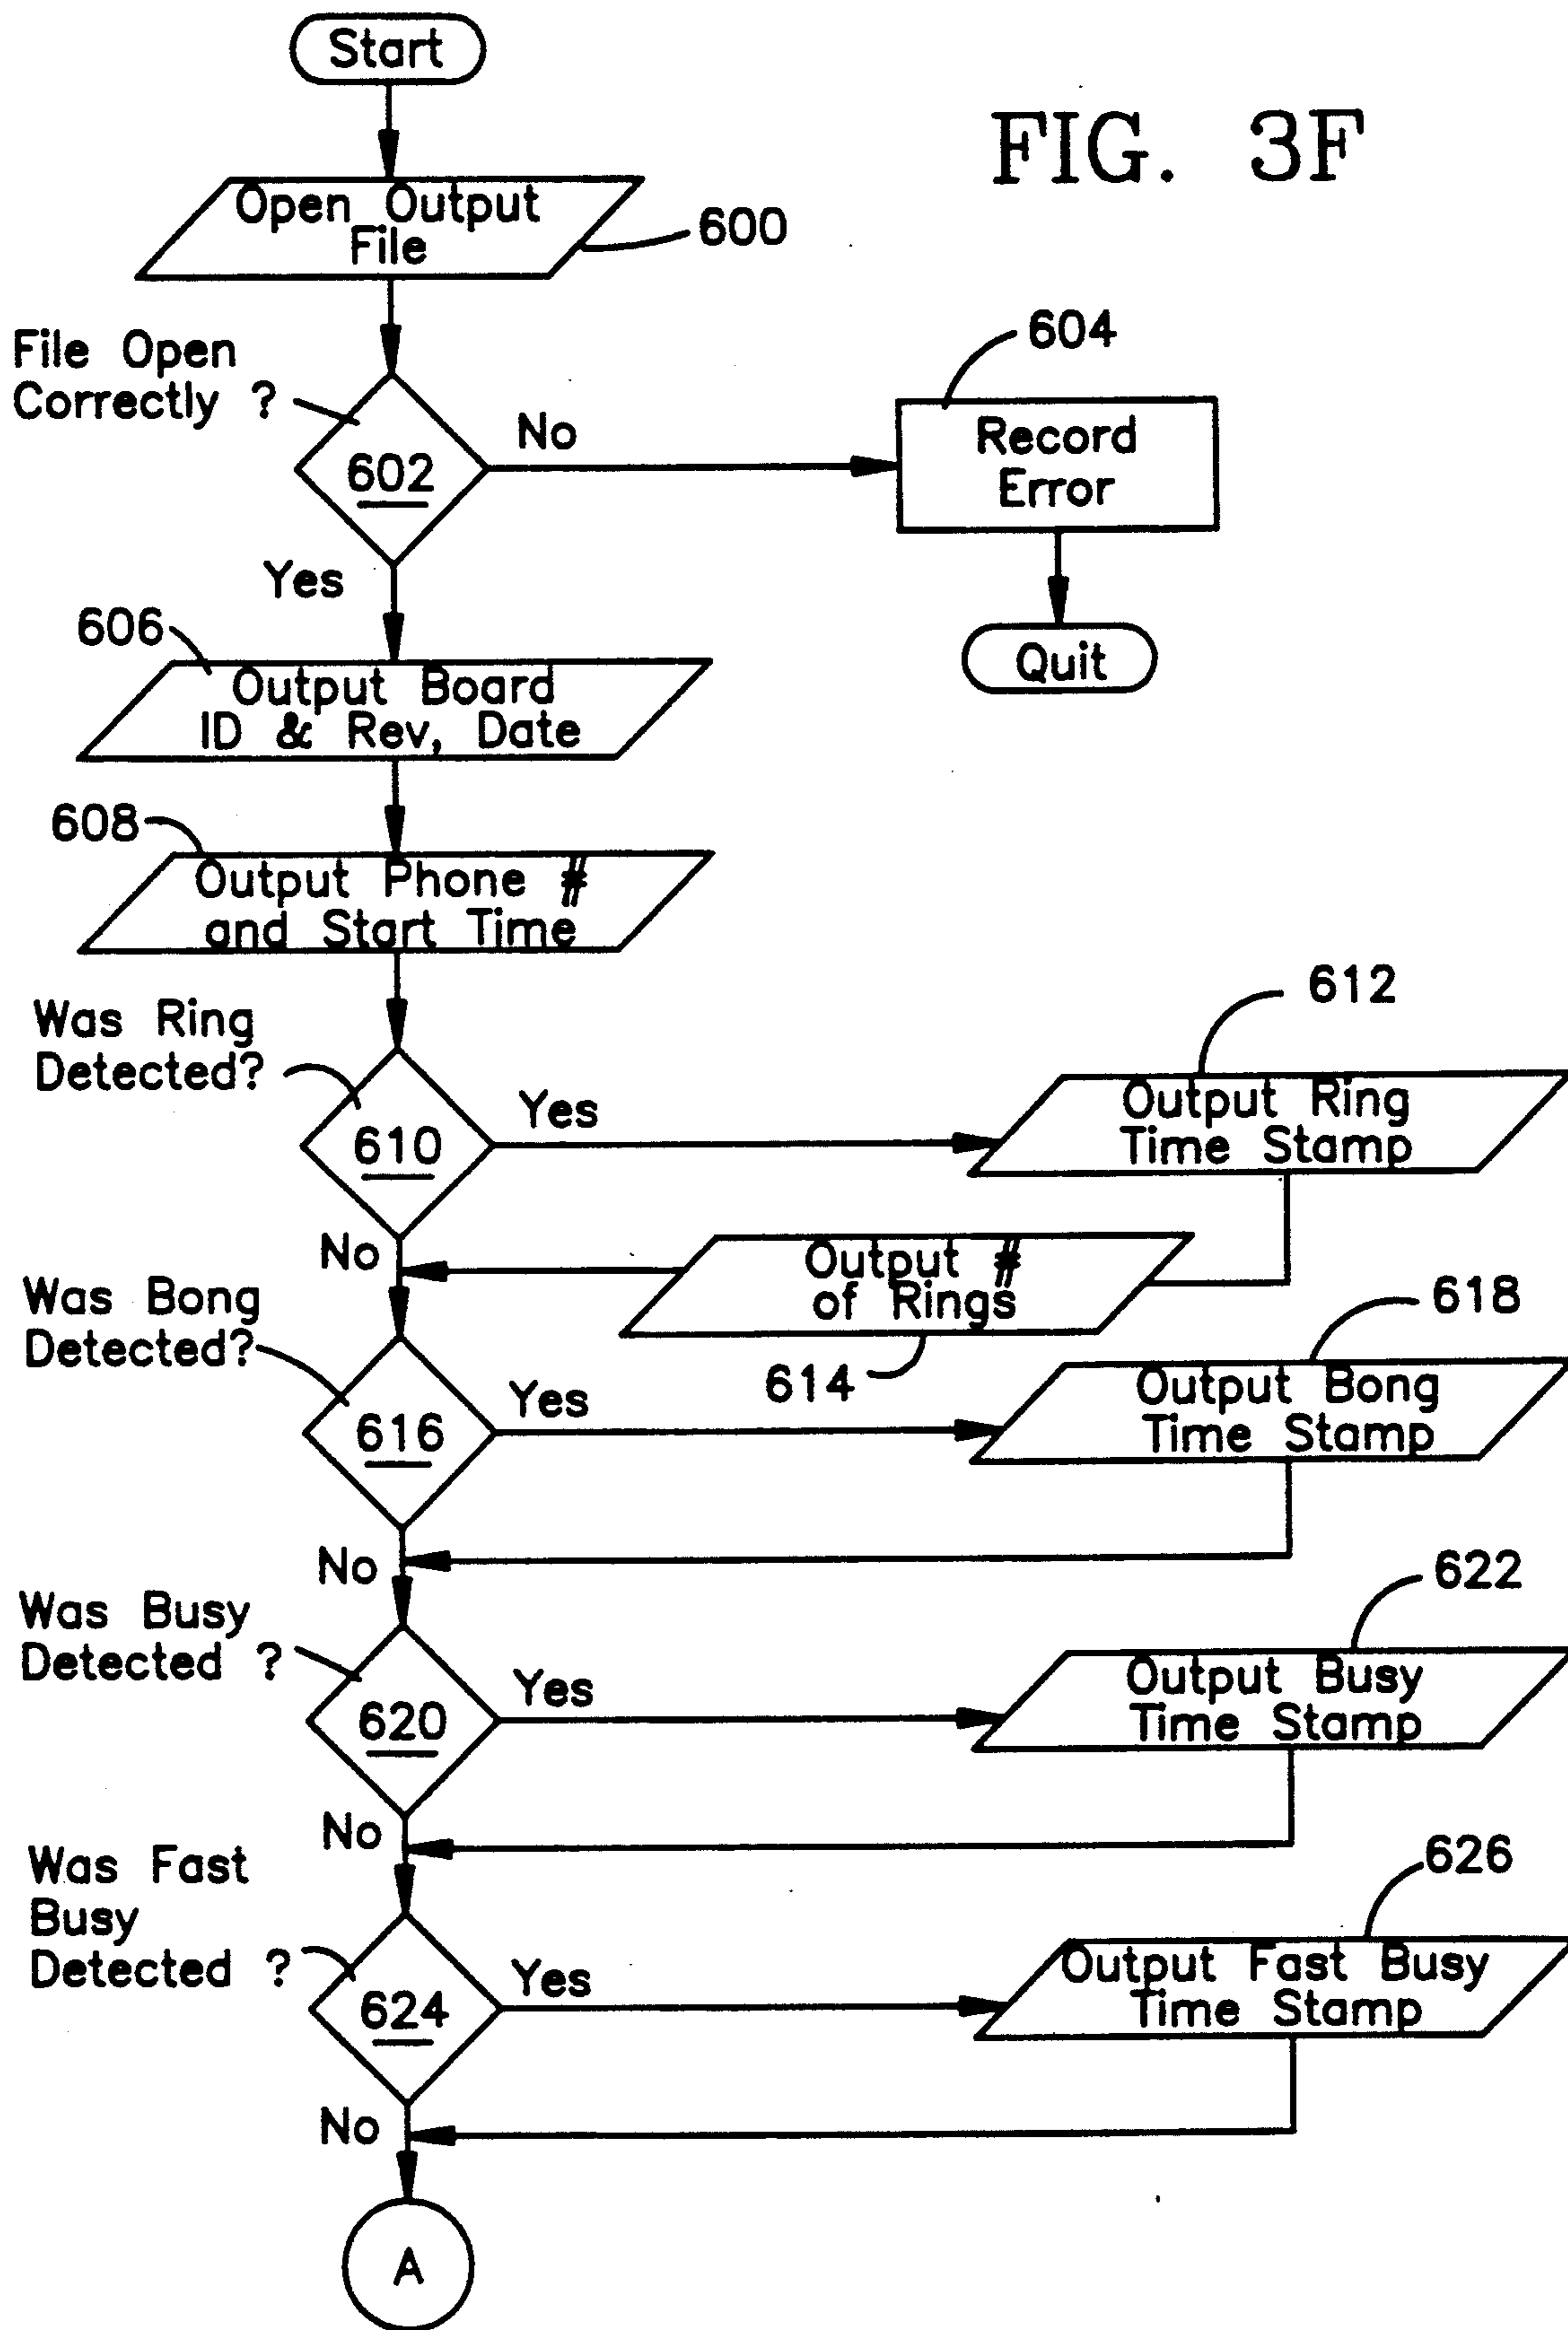 Start
FIG. 3F
Open Output
File
600
File Open
Correctly ?
602
No
604
Record
Error
Yes
Quit
606
Output Board
ID & Rev, Date
608
Output Phone #
and Start Time
Was Ring
Detected?
610
Yes
612
Output Ring
Time Stamp
No
Output #
of Rings
614
Was Bong
Detected?
616
Yes
618
Output Bong
Time Stamp
No
Was Busy
Detected ?
620
Yes
622
Output Busy
Time Stamp
No
Was Fast
Busy
Detected ?
624
Yes
626
Output Fast Busy
Time Stamp
No
A